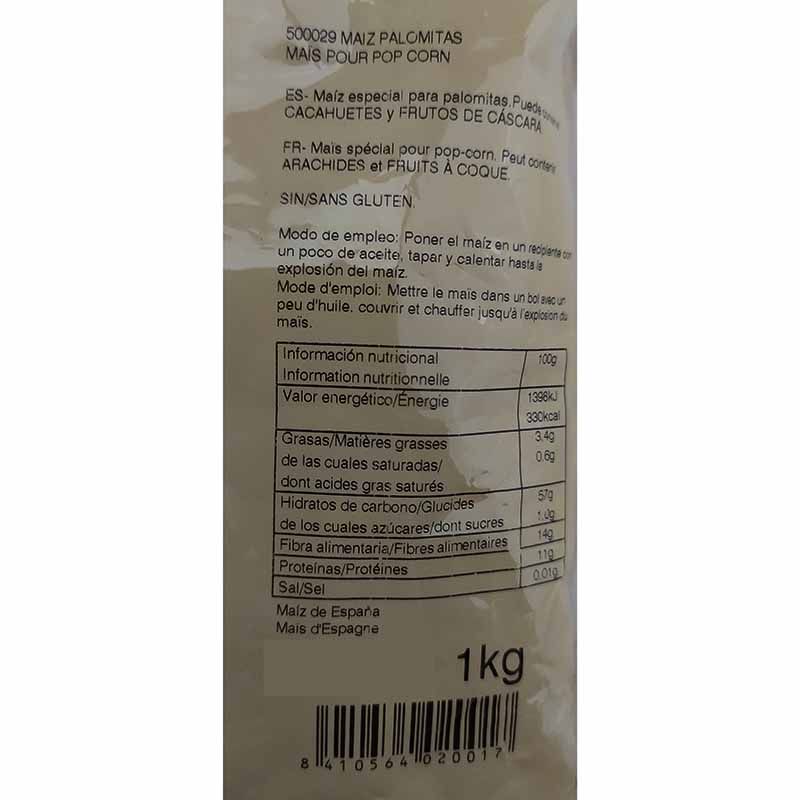 500029 MAIZ PALOMITAS
MAÍS POUR POP CORN
ES- Maíz especial para palomitas. Puede
CACAHUETES y FRUTOS DE CÁSCARA
FR- Maïs spécial pour pop-corn. Peut contenir
ARACHIDES et FRUITS À COQUE.
SIN/SANS GLUTEN.
Modo de empleo: Poner el maíz en un recipiente con
un poco de aceite, tapar y calentar hasta la
explosión del maíz.
Mode d'emploi: Mettre le maïs dans un bol avec un
peu d'huile. couvrir et chauffer jusqu'à l'explosion du
maïs.
Información nutricional 100g
Information nutritionnelle
Valor energético/Énergie 1398kJ
330kcal
Grasas/Matières grasses 3,4g
de las cuales saturadas/ 0.6g
dont acides gras saturés
Hidratos de carbono/Glucides 57g
de los cuales azúcares/dont sucres 1.0g
Fibra alimentaria/Fibres alimentaires 14g
Proteínas/Protéines 11g
Sal/Sel 0.01g
Maíz de España
Maïs d'Espagne
1kg
8 410564 020017